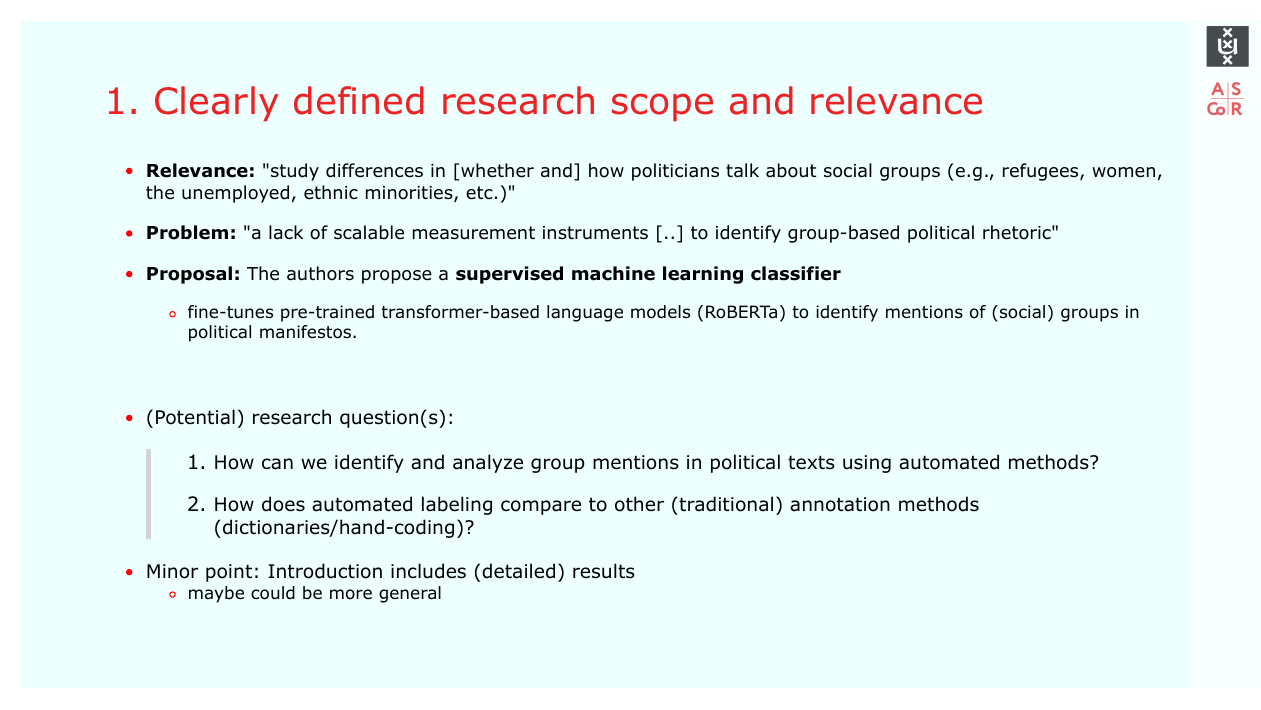 1. Clearly defined research scope and relevance
A S
Co R
• Relevance: "study differences in [whether and] how politicians talk about social groups (e.g., refugees, women,
the unemployed, ethnic minorities, etc.)"
• Problem: "a lack of scalable measurement instruments [..] to identify group-based political rhetoric"
• Proposal: The authors propose a supervised machine learning classifier
◦ fine-tunes pre-trained transformer-based language models (RoBERTa) to identify mentions of (social) groups in
political manifestos.
• (Potential) research question(s):
1. How can we identify and analyze group mentions in political texts using automated methods?
2. How does automated labeling compare to other (traditional) annotation methods
(dictionaries/hand-coding)?
• Minor point: Introduction includes (detailed) results
◦ maybe could be more general